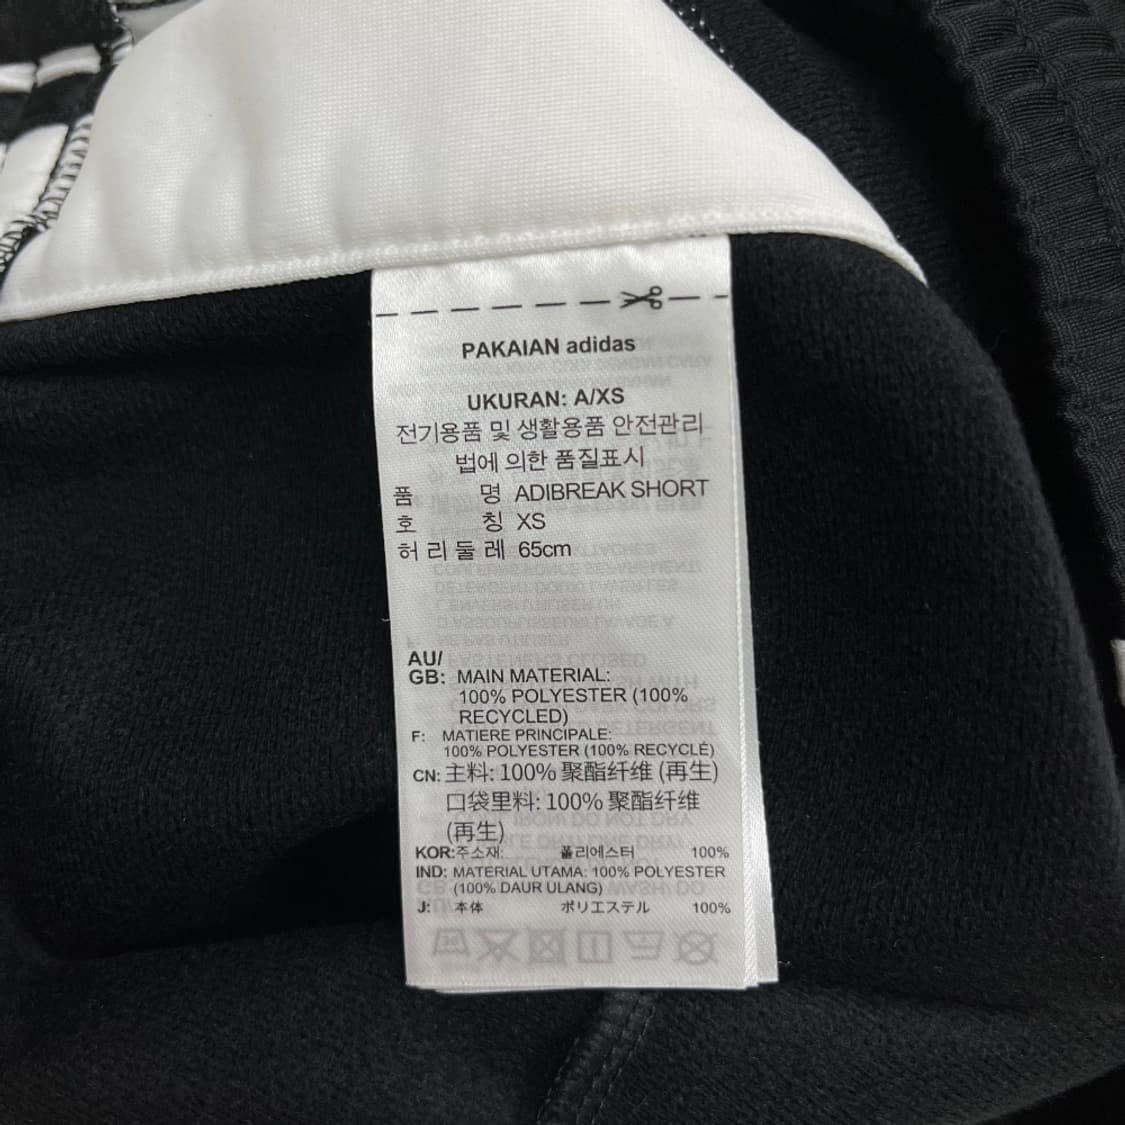 PAKAIAN adidas
UKURAN: A/XS
전기용품 및 생활용품 안전관리
법에 의한 품질표시
품 명 ADIBREAK SHORT
호 칭 XS
허 리 둘 레 65cm
AU/
GB: MAIN MATERIAL:
100% POLYESTER (100%
RECYCLED)
F: MATIERE PRINCIPALE:
100% POLYESTER (100% RECYCLÉ)
CN: 主料: 100% 聚酯纤维 (再生)
口袋里料: 100% 聚酯纤维
(再生)
KOR:주소재: 폴리에스터 100%
IND: MATERIAL UTAMA: 100% POLYESTER
(100% DAUR ULANG)
J: 本体 ポリエステル 100%